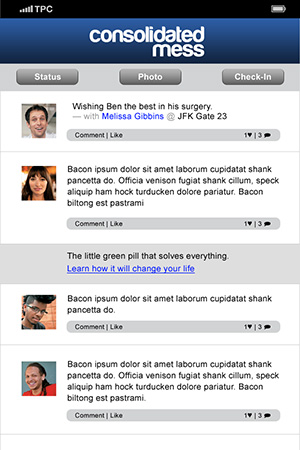 TPC
consolidated
mess
Status Photo Check-In
Wishing Ben the best in his surgery.
— with Melissa Gibbins @ JFK Gate 23
Comment | Like 1♥ | 3
Bacon ipsum dolor sit amet laborum cupidatat shank
pancetta do. Officia venison fugiat shank cillum, speck
aliquip ham hock turducken dolore pariatur. Bacon
biltong est pastrami
Comment | Like 1♥ | 3
The little green pill that solves everything.
Learn how it will change your life
Bacon ipsum dolor sit amet laborum cupidatat shank
pancetta do.
Comment | Like 1♥ | 3
Bacon ipsum dolor sit amet laborum cupidatat shank
pancetta do. Officia venison fugiat shank cillum, speck
aliquip ham hock turducken dolore pariatur. Bacon
biltong est pastrami.
Comment | Like 1♥ | 3